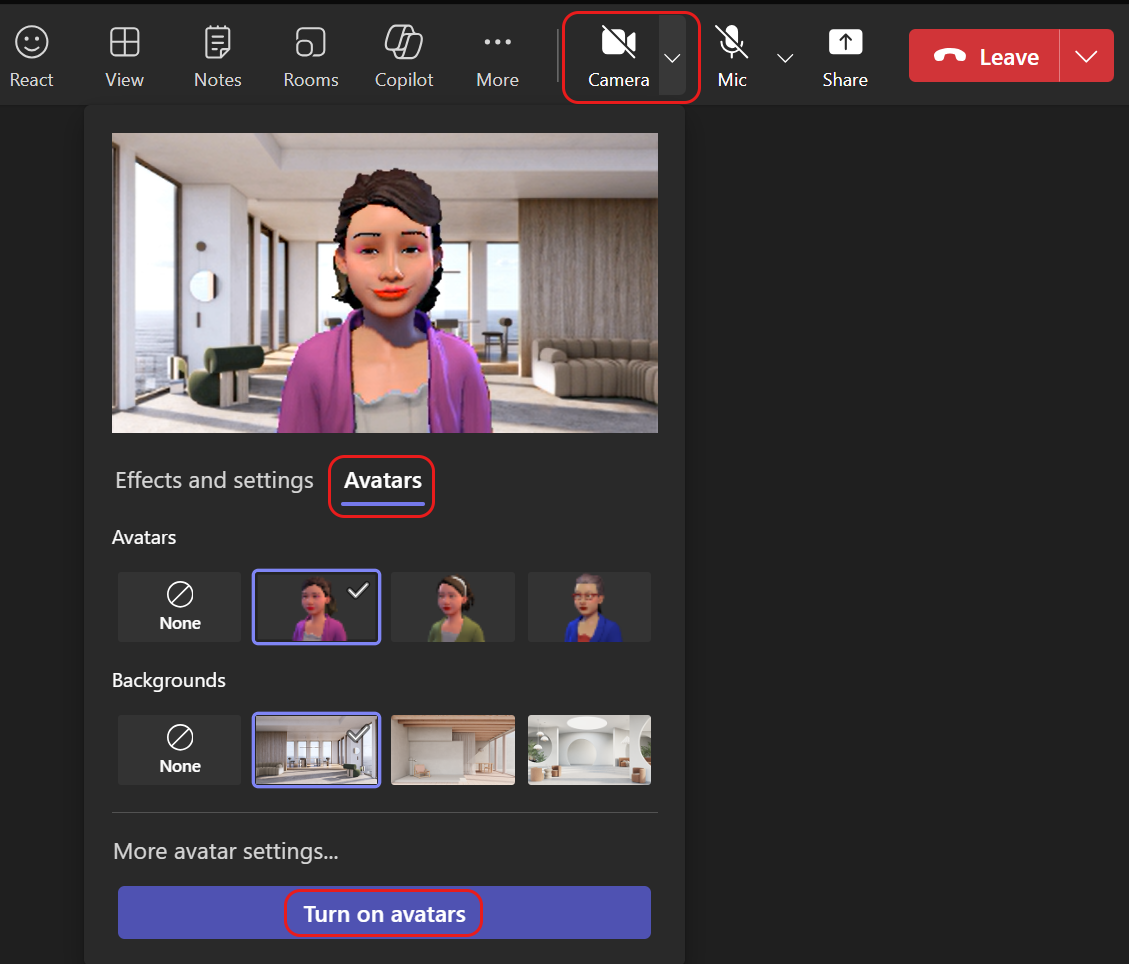 React View Notes Rooms Copilot More Camera Mic Share Leave
Effects and settings Avatars
Avatars
None
Backgrounds
None
More avatar settings...
Turn on avatars